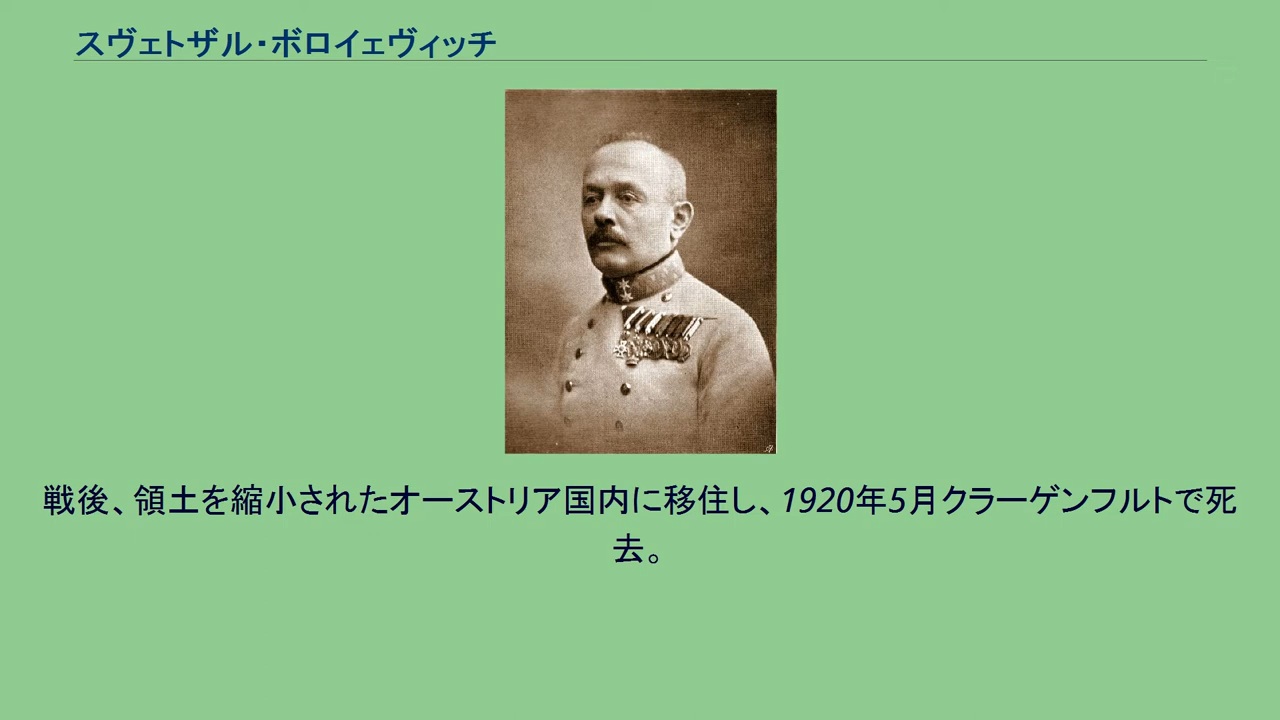 スヴェトザル・ボロイェヴィッチ
戦後、領土を縮小されたオーストリア国内に移住し、1920年5月クラーゲンフルトで死
去。